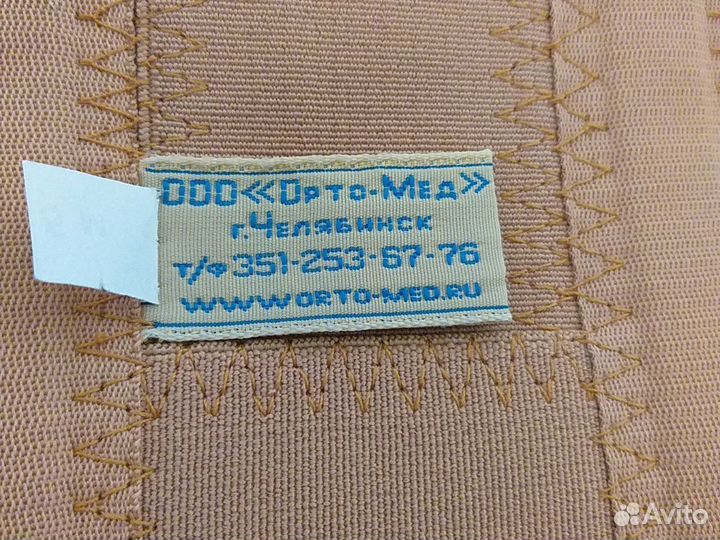 ООО «Орто-Мед»
г.Челябинск
т/ф 351-253-67-76
www.orto-med.ru
Avito